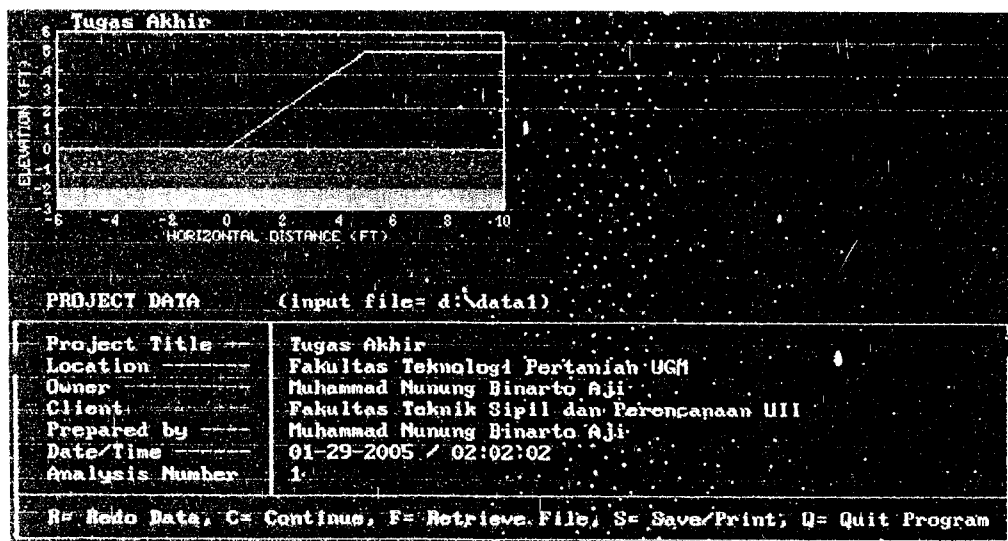 Tugas Akhir
6
5
4
3
2
1
0
-1
-2
-3
ELEVATION (FT)
-6 -4 -2 0 2 4 6 8 10
HORIZONTAL DISTANCE (FT)
PROJECT DATA (input file= d:\data1)
Project Title Tugas Akhir
Location Fakultas Teknologi Pertaniah UGM
Owner Muhammad Nunung Binarto Aji
Client Fakultas Teknik Sipil dan Perencanaan UII
Prepared by Muhammad Nunung Binarto Aji
Date/Time 01-29-2005 / 02:02:02
Analysis Number 1
R= Redo Data, C= Continue, F= Retrieve File, S= Save/Print, Q= Quit Program